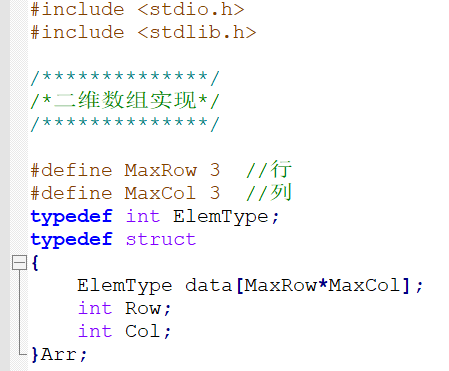 #include <stdio.h>
#include <stdlib.h>
/**************/
/*二维数组实现*/
/**************/
#define MaxRow 3  //行
#define MaxCol 3  //列
typedef int ElemType;
typedef struct
{
    ElemType data[MaxRow*MaxCol];
    int Row;
    int Col;
}Arr;